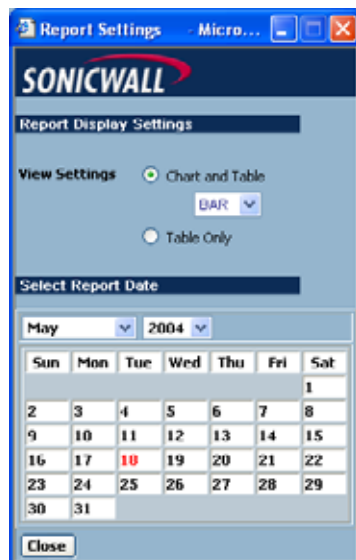 Report Settings - Micro...
SONICWALL
Report Display Settings
View Settings Chart and Table
BAR
Table Only
Select Report Date
May 2004
Sun Mon Tue Wed Thu Fri Sat
1
2 3 4 5 6 7 8
9 10 11 12 13 14 15
16 17 18 19 20 21 22
23 24 25 26 27 28 29
30 31
Close